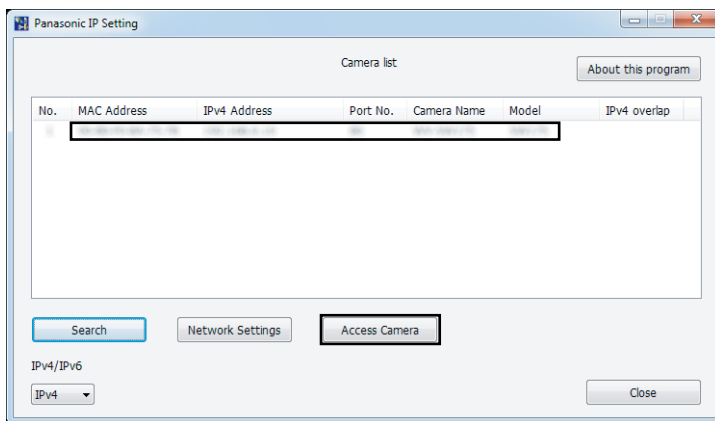 Panasonic IP Setting
Camera list
About this program
No. MAC Address IPv4 Address Port No. Camera Name Model IPv4 overlap
Search Network Settings Access Camera
IPv4/IPv6
IPv4
Close